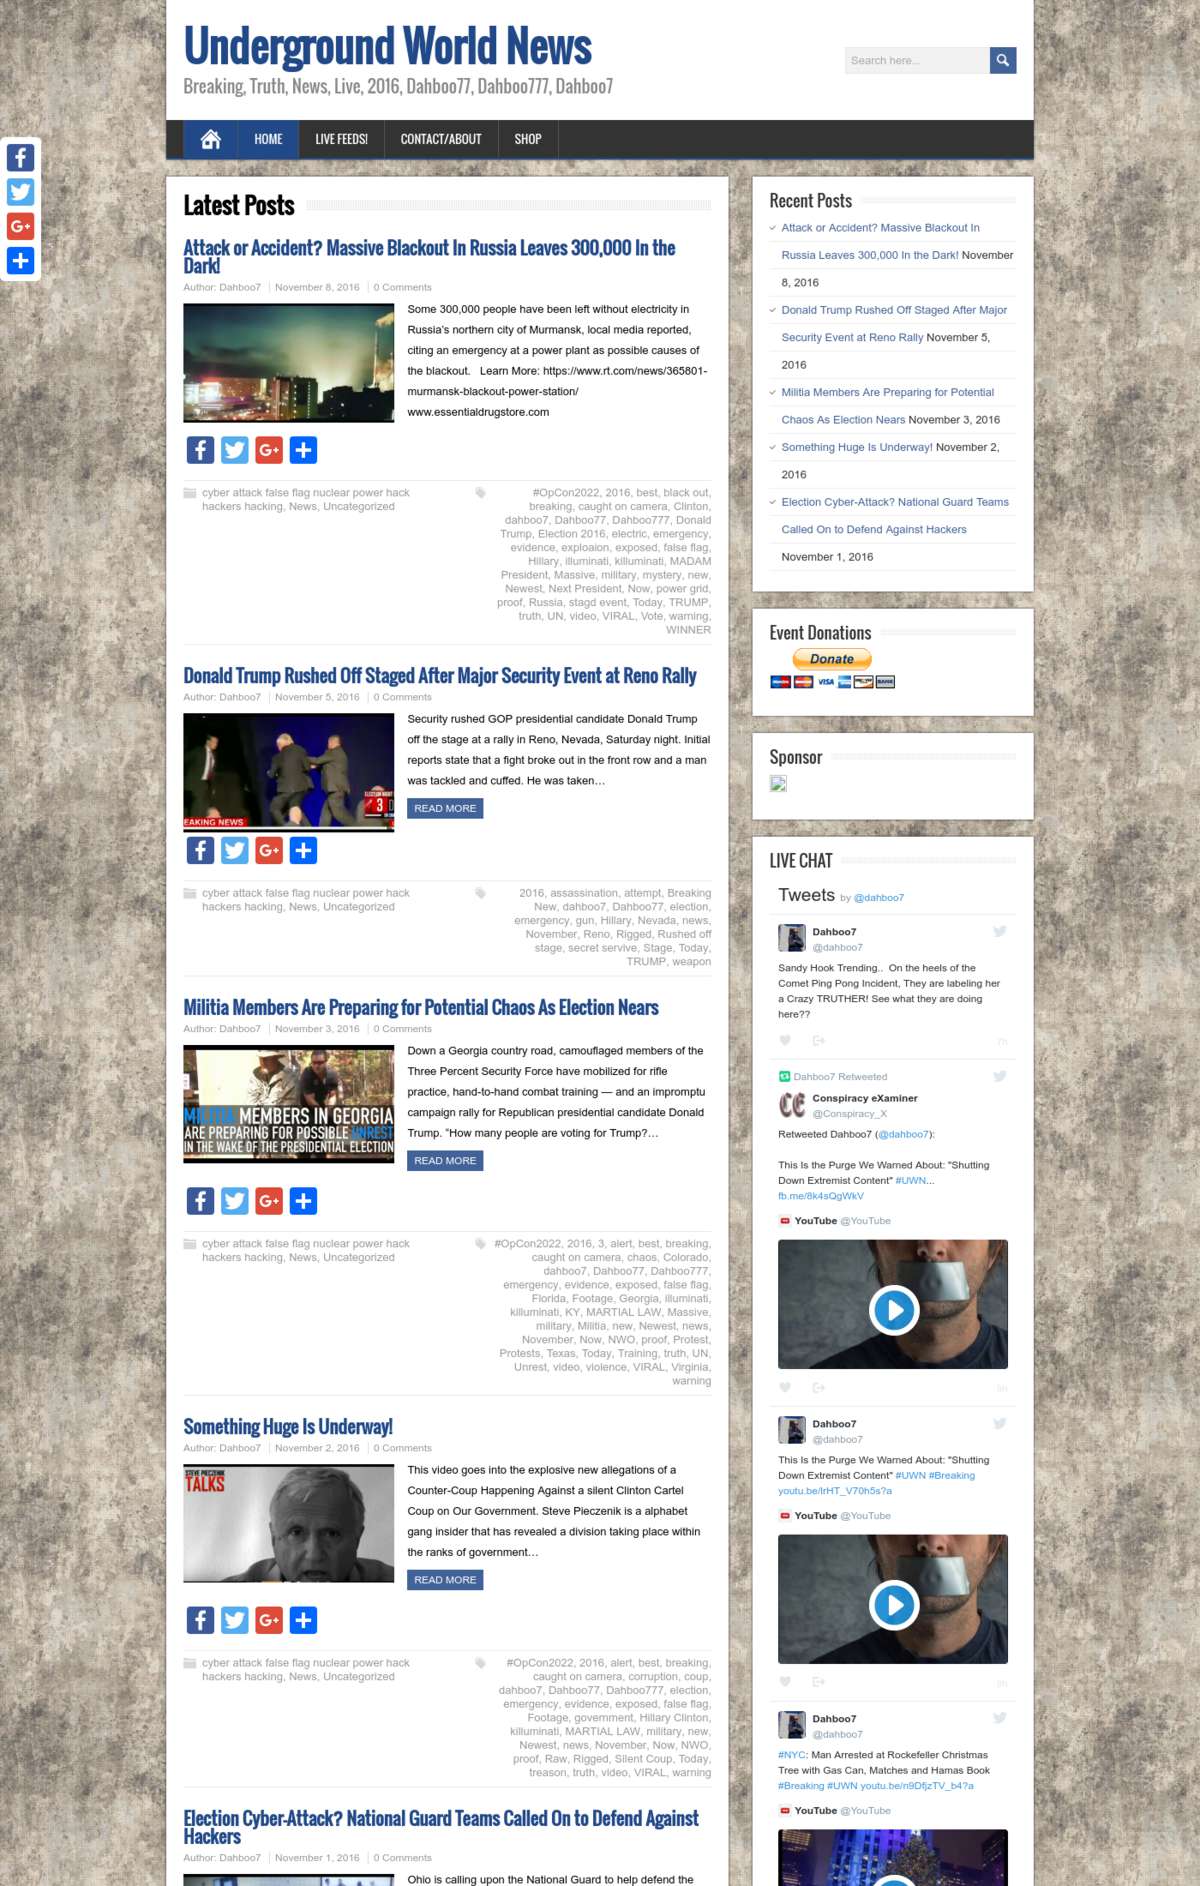 Underground World News
Breaking, Truth, News, Live, 2016, Dahboo77, Dahboo777, Dahboo7
Search here...
HOME
LIVE FEEDS!
CONTACT/ABOUT
SHOP
Latest Posts
Attack or Accident? Massive Blackout In Russia Leaves 300,000 In the
Dark!
Author: Dahboo7
November 8, 2016
0 Comments
Some 300,000 people have been left without electricity in
Russia's northern city of Murmansk, local media reported,
citing an emergency at a power plant as possible causes of
the blackout. Learn More: https://www.rt.com/news/365801-
murmansk-blackout-power-station/
www.essentialdrugstore.com
cyber attack false flag nuclear power hack
hackers hacking, News, Uncategorized
#OpCon2022, 2016, best, black out,
breaking, caught on camera, Clinton,
dahboo7, Dahboo77, Dahboo777, Donald
Trump, Election 2016, electric, emergency,
evidence, exploaion, exposed, false flag,
Hillary, illuminati, killuminati, MADAM
President, Massive, military, mystery, new,
Newest, Next President, Now, power grid,
proof, Russia, stagd event, Today, TRUMP,
truth, UN, video, VIRAL, Vote, warning,
WINNER
Donald Trump Rushed Off Staged After Major Security Event at Reno Rally
Author: Dahboo7
November 5, 2016
0 Comments
EAKING NEWS
3
Security rushed GOP presidential candidate Donald Trump
off the stage at a rally in Reno, Nevada, Saturday night. Initial
reports state that a fight broke out in the front row and a man
was tackled and cuffed. He was taken…
READ MORE
cyber attack false flag nuclear power hack
hackers hacking, News, Uncategorized
2016, assassination, attempt, Breaking
New, dahboo7, Dahboo77, election,
emergency, gun, Hillary, Nevada, news,
November, Reno, Rigged, Rushed off
stage, secret servive, Stage, Today,
TRUMP, weapon
Militia Members Are Preparing for Potential Chaos As Election Nears
Author: Dahboo7
November 3, 2016
0 Comments
MILITIA MEMBERS IN GEORGIA
ARE PREPARING FOR POSSIBLE UNREST
IN THE WAKE OF THE PRESIDENTIAL ELECTION
Down a Georgia country road, camouflaged members of the
Three Percent Security Force have mobilized for rifle
practice, hand-to-hand combat training — and an impromptu
campaign rally for Republican presidential candidate Donald
Trump. "How many people are voting for Trump?…
READ MORE
cyber attack false flag nuclear power hack
hackers hacking, News, Uncategorized
#OpCon2022, 2016, 3, alert, best, breaking,
caught on camera, chaos, Colorado,
dahboo7, Dahboo77, Dahboo777,
emergency, evidence, exposed, false flag,
Florida, Footage, Georgia, illuminati,
killuminati, KY, MARTIAL LAW, Massive,
military, Militia, new, Newest, news,
November, Now, NWO, proof, Protest,
Protests, Texas, Today, Training, truth, UN,
Unrest, video, violence, VIRAL, Virginia,
warning
Something Huge Is Underway!
Author: Dahboo7
November 2, 2016
0 Comments
STEVE PIECZENIK
TALKS
This video goes into the explosive new allegations of a
Counter-Coup Happening Against a silent Clinton Cartel
Coup on Our Government. Steve Pieczenik is a alphabet
gang insider that has revealed a division taking place within
the ranks of government…
READ MORE
cyber attack false flag nuclear power hack
hackers hacking, News, Uncategorized
#OpCon2022, 2016, alert, best, breaking,
caught on camera, corruption, coup,
dahboo7, Dahboo77, Dahboo777, election,
emergency, evidence, exposed, false flag,
Footage, government, Hillary Clinton,
killuminati, MARTIAL LAW, military, new,
Newest, news, November, Now, NWO,
proof, Raw, Rigged, Silent Coup, Today,
treason, truth, video, VIRAL, warning
Election Cyber-Attack? National Guard Teams Called On to Defend Against
Hackers
Author: Dahboo7
November 1, 2016
0 Comments
Ohio is calling upon the National Guard to help defend the
Recent Posts
Attack or Accident? Massive Blackout In
Russia Leaves 300,000 In the Dark! November
8, 2016
Donald Trump Rushed Off Staged After Major
Security Event at Reno Rally November 5,
2016
Militia Members Are Preparing for Potential
Chaos As Election Nears November 3, 2016
Something Huge Is Underway! November 2,
2016
Election Cyber-Attack? National Guard Teams
Called On to Defend Against Hackers
November 1, 2016
Event Donations
Donate
VISA
BANK
Sponsor
LIVE CHAT
Tweets by @dahboo7
Dahboo7
@dahboo7
Sandy Hook Trending.. On the heels of the
Comet Ping Pong Incident, They are labeling her
a Crazy TRUTHER! See what they are doing
here??
7h
Dahboo7 Retweeted
Conspiracy eXaminer
@Conspiracy_X
Retweeted Dahboo7 (@dahboo7):
This Is the Purge We Warned About: "Shutting
Down Extremist Content" #UWN...
fb.me/8k4sQgWkV
YouTube @YouTube
Dahboo7
@dahboo7
This Is the Purge We Warned About: "Shutting
Down Extremist Content" #UWN #Breaking
youtu.be/lrHT_V70h5s?a
YouTube @YouTube
Dahboo7
@dahboo7
#NYC: Man Arrested at Rockefeller Christmas
Tree with Gas Can, Matches and Hamas Book
#Breaking #UWN youtu.be/n9DfjzTV_b4?a
YouTube @YouTube